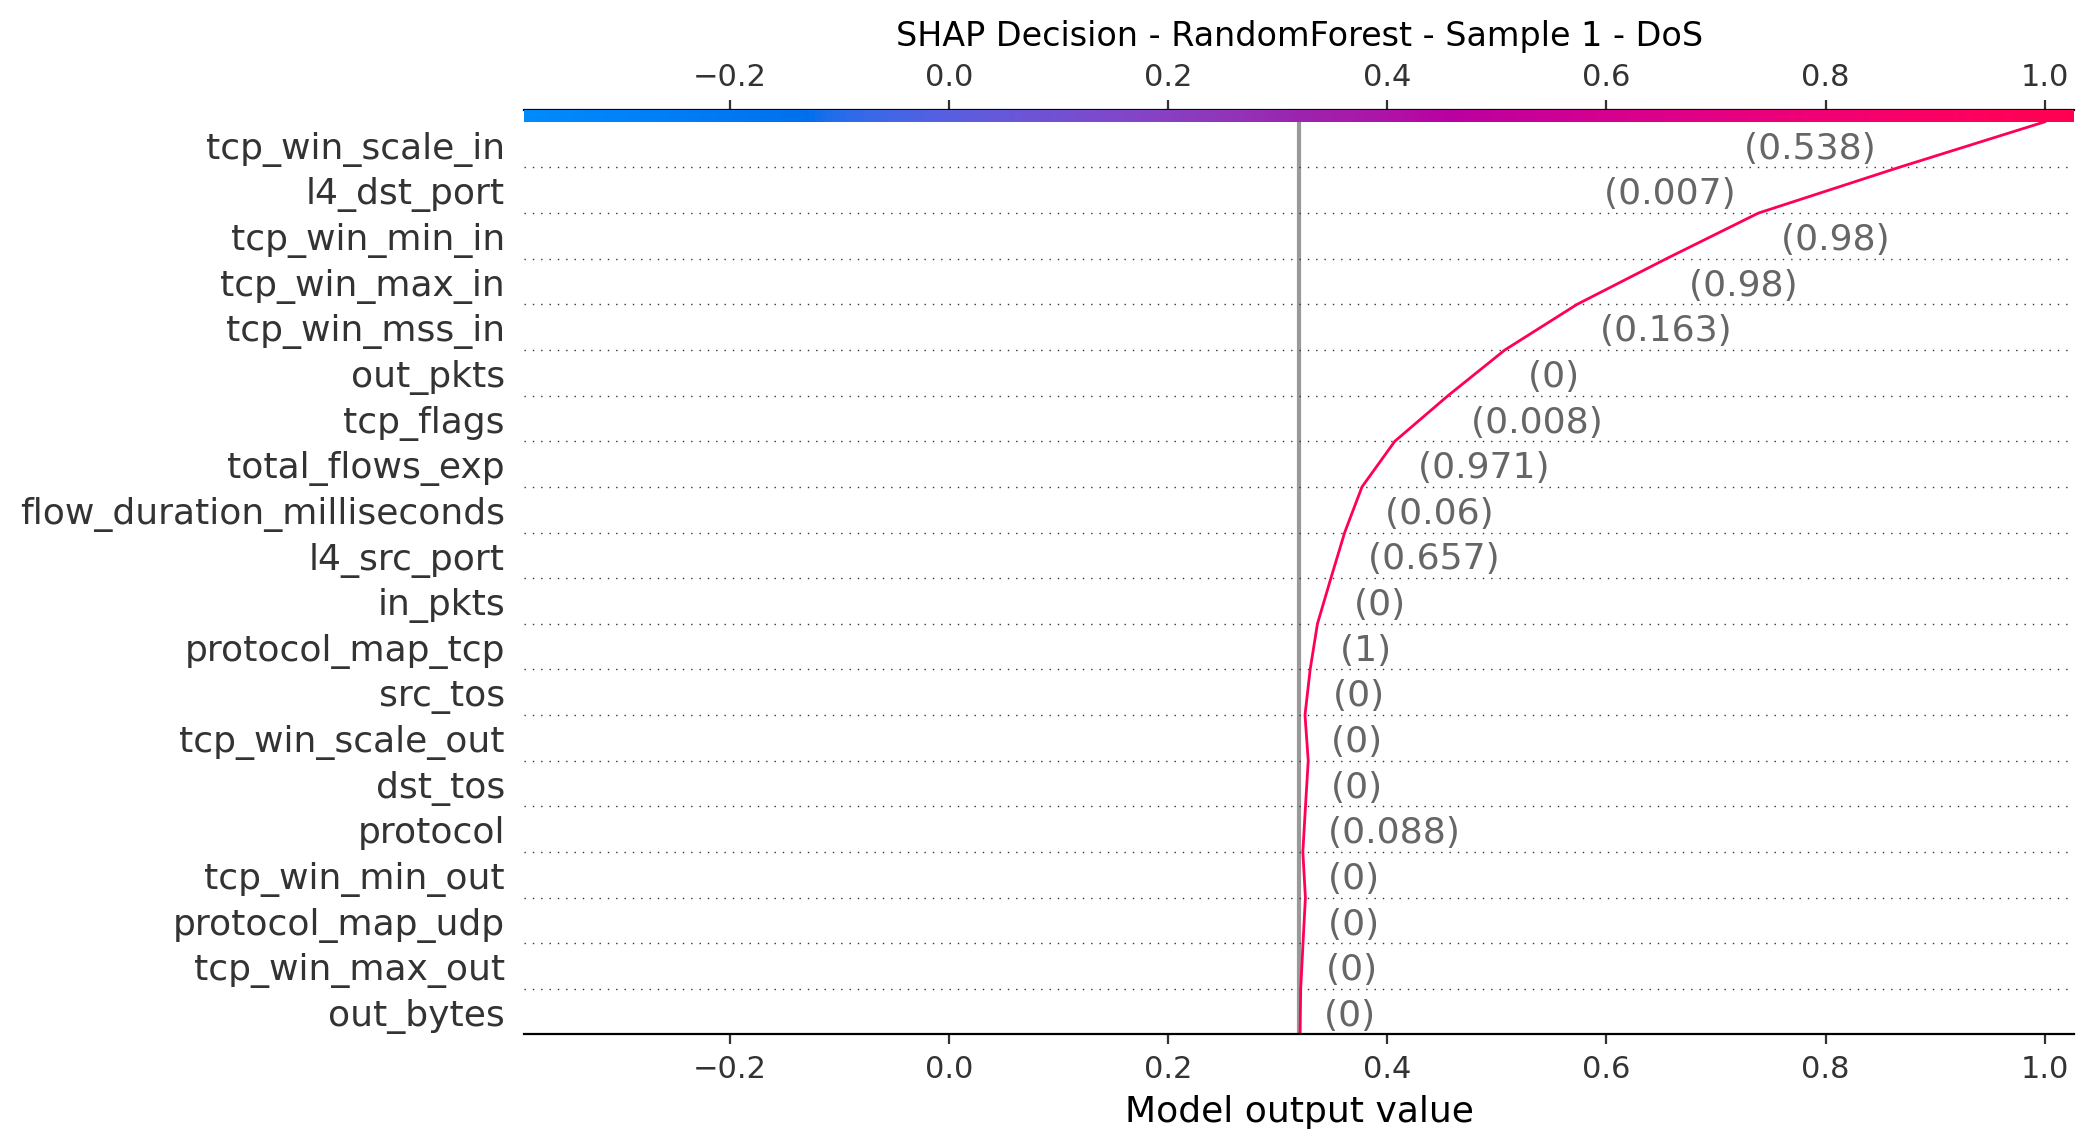 SHAP Decision - RandomForest - Sample 1 - DoS
−0.2 0.0 0.2 0.4 0.6 0.8 1.0
tcp_win_scale_in (0.538)
l4_dst_port (0.007)
tcp_win_min_in (0.98)
tcp_win_max_in (0.98)
tcp_win_mss_in (0.163)
out_pkts (0)
tcp_flags (0.008)
total_flows_exp (0.971)
flow_duration_milliseconds (0.06)
l4_src_port (0.657)
in_pkts (0)
protocol_map_tcp (1)
src_tos (0)
tcp_win_scale_out (0)
dst_tos (0)
protocol (0.088)
tcp_win_min_out (0)
protocol_map_udp (0)
tcp_win_max_out (0)
out_bytes (0)
−0.2 0.0 0.2 0.4 0.6 0.8 1.0
Model output value